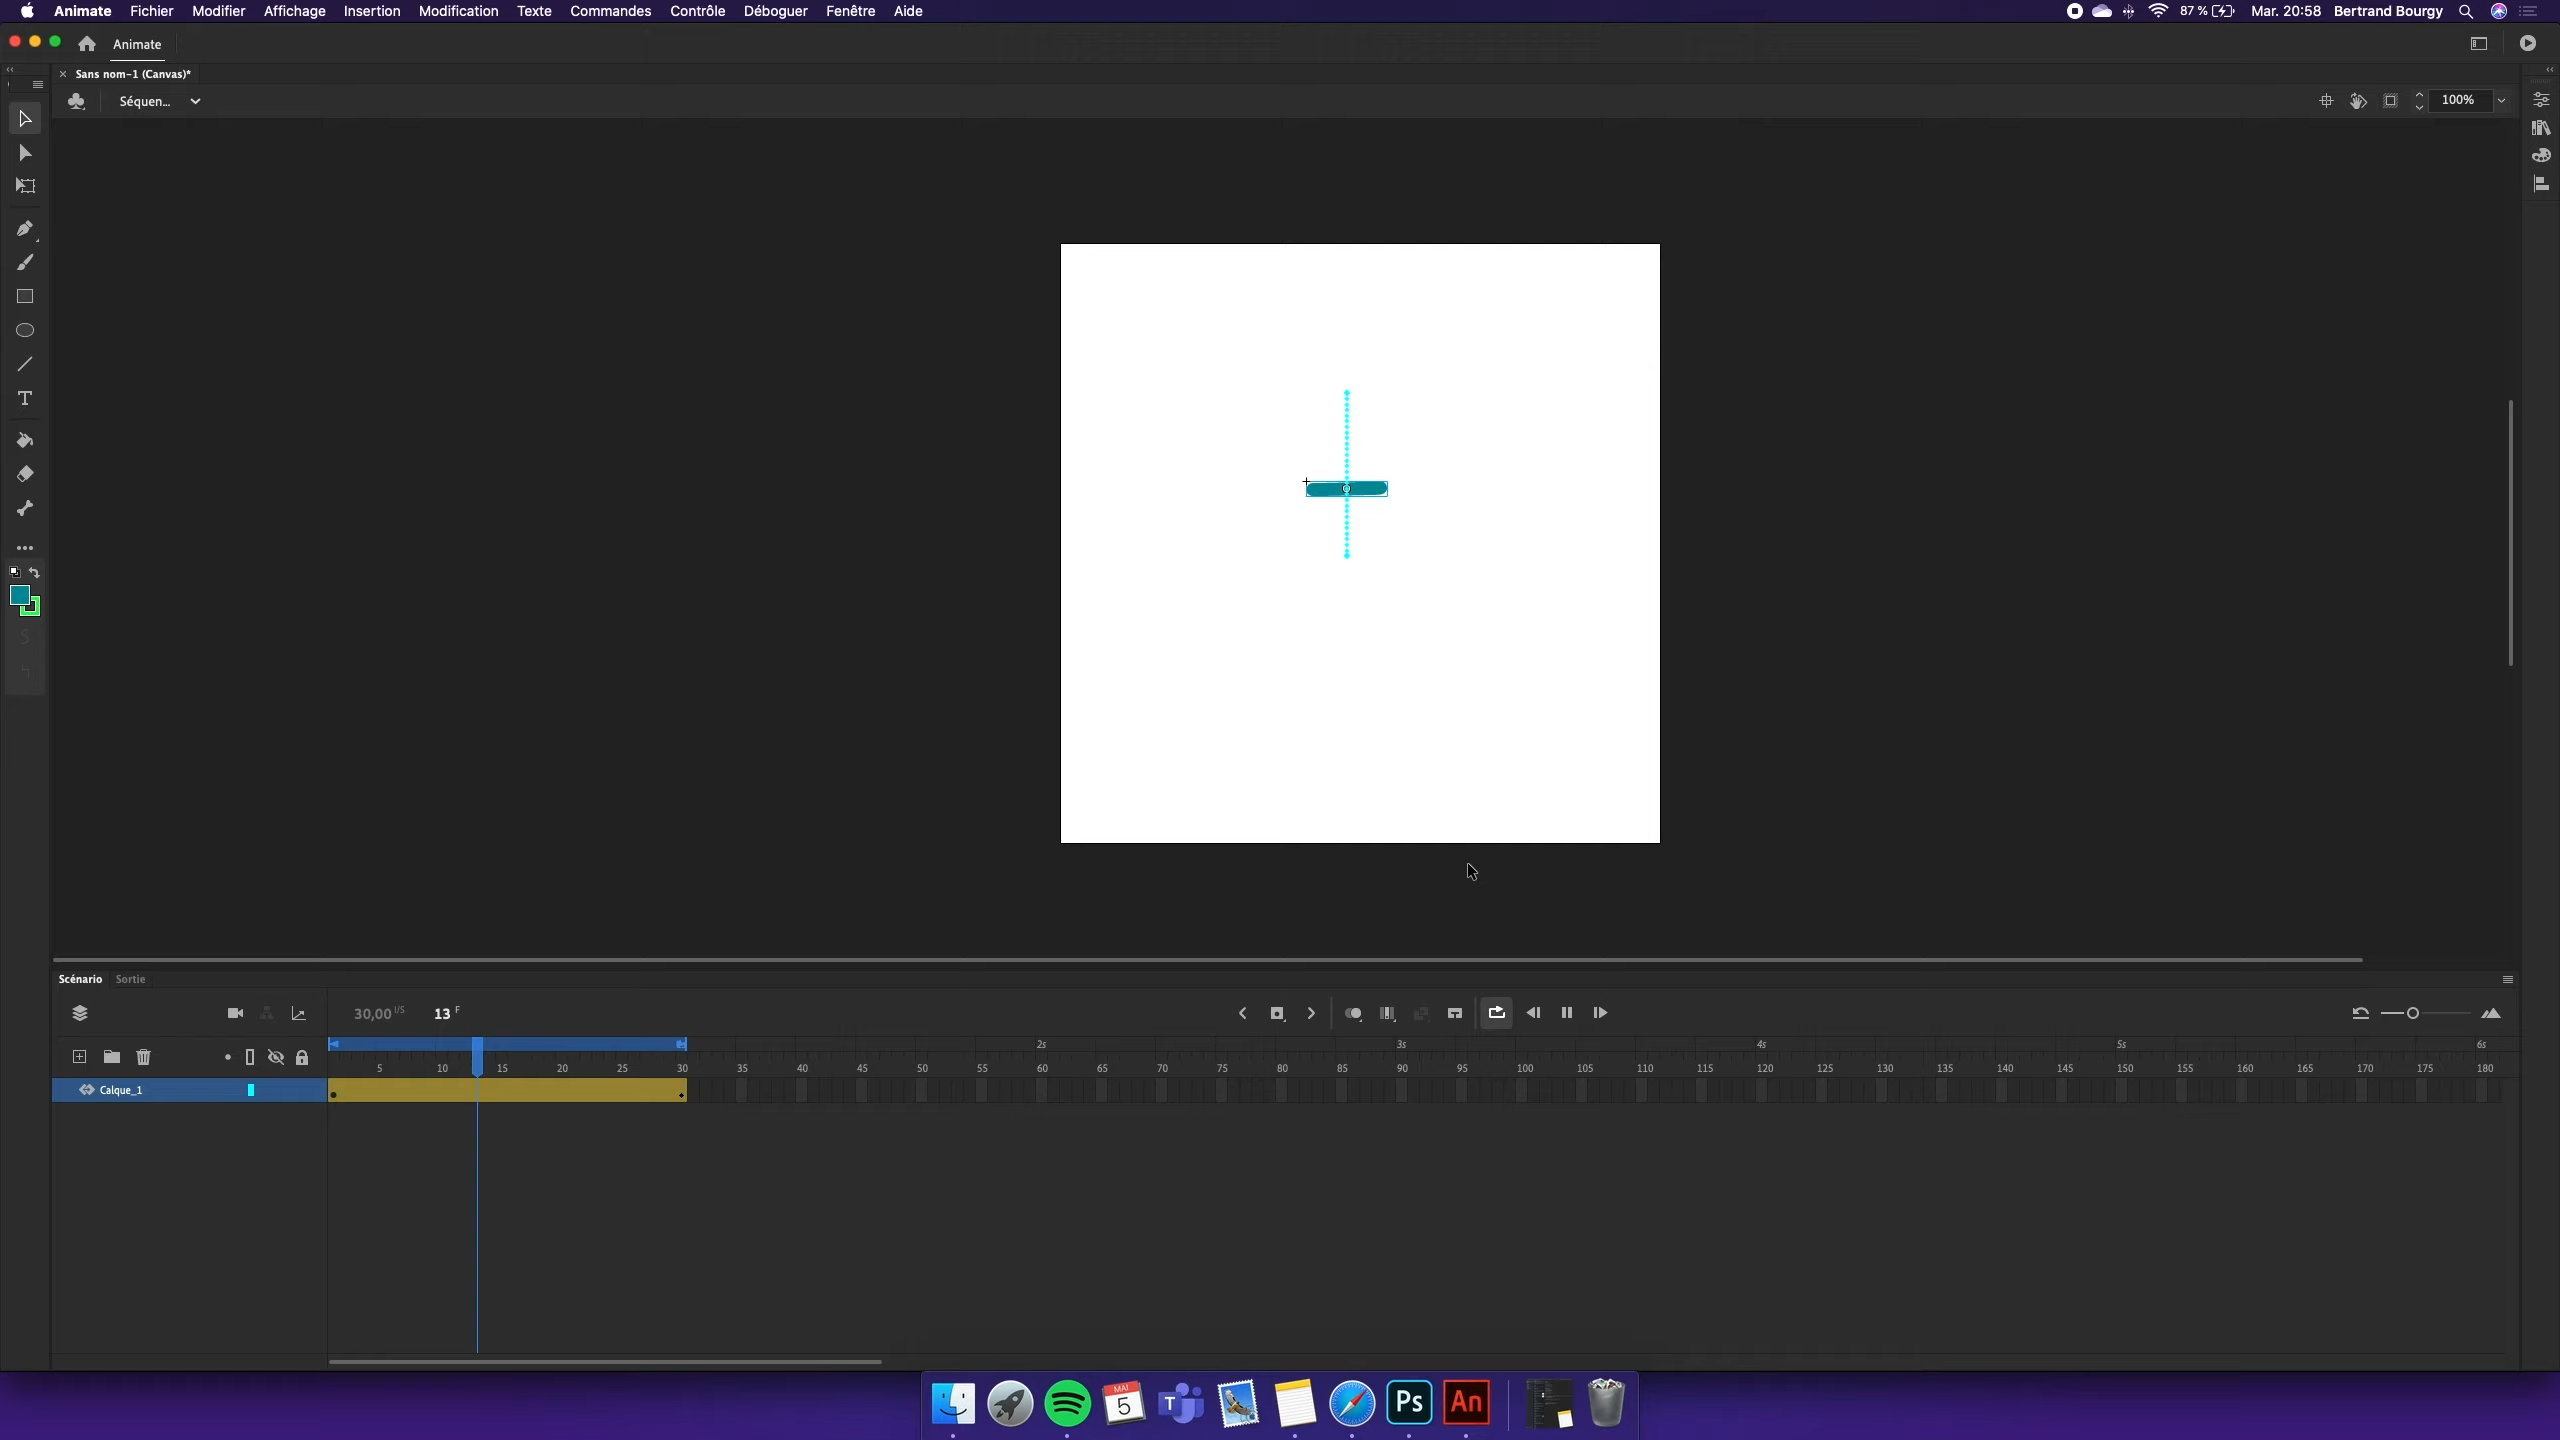 Animate Fichier Modifier Affichage Insertion Modification Texte Commandes Contrôle Déboguer Fenêtre Aide
87 % Mar. 20:58 Bertrand Bourgy
Animate
Sans nom-1 (Canvas)*
Séquen...
100%
Scénario Sortie
30,00 I/S 13 F
2s 3s 4s 5s 6s
5 10 15 20 25 30 35 40 45 50 55 60 65 70 75 80 85 90 95 100 105 110 115 120 125 130 135 140 145 150 155 160 165 170 175 180
Calque_1
MAI
5
T
Ps
An